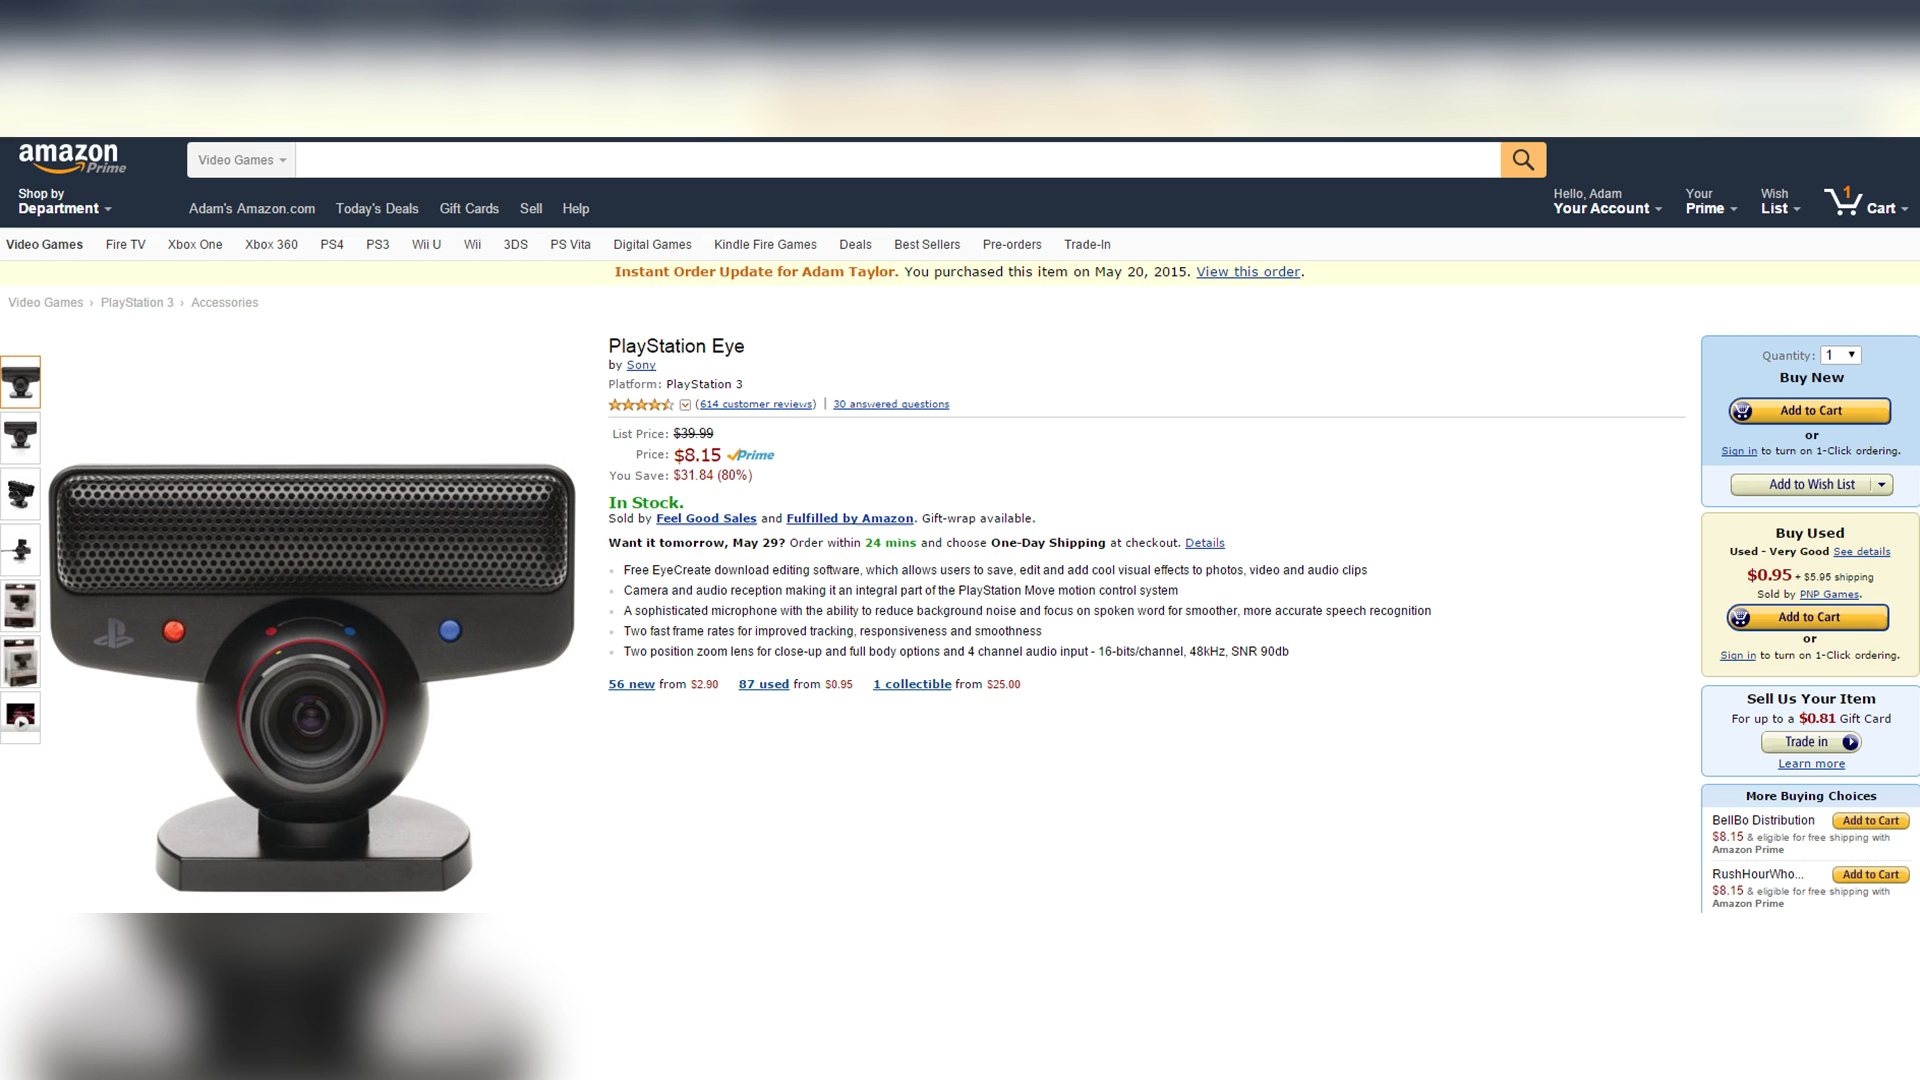 amazon
Prime
Video Games
Shop by
Department
Adam's Amazon.com Today's Deals Gift Cards Sell Help
Hello, Adam
Your Account
Your
Prime
Wish
List
1
Cart
Video Games Fire TV Xbox One Xbox 360 PS4 PS3 Wii U Wii 3DS PS Vita Digital Games Kindle Fire Games Deals Best Sellers Pre-orders Trade-In
Instant Order Update for Adam Taylor. You purchased this item on May 20, 2015. View this order.
Video Games › PlayStation 3 › Accessories
PlayStation Eye
by Sony
Platform: PlayStation 3
(614 customer reviews) | 30 answered questions
List Price: $39.99
Price: $8.15 Prime
You Save: $31.84 (80%)
In Stock.
Sold by Feel Good Sales and Fulfilled by Amazon. Gift-wrap available.
Want it tomorrow, May 29? Order within 24 mins and choose One-Day Shipping at checkout. Details
Free EyeCreate download editing software, which allows users to save, edit and add cool visual effects to photos, video and audio clips
Camera and audio reception making it an integral part of the PlayStation Move motion control system
A sophisticated microphone with the ability to reduce background noise and focus on spoken word for smoother, more accurate speech recognition
Two fast frame rates for improved tracking, responsiveness and smoothness
Two position zoom lens for close-up and full body options and 4 channel audio input - 16-bits/channel, 48kHz, SNR 90db
56 new from $2.90 87 used from $0.95 1 collectible from $25.00
Quantity: 1
Buy New
Add to Cart
or
Sign in to turn on 1-Click ordering.
Add to Wish List
Buy Used
Used - Very Good See details
$0.95 + $5.95 shipping
Sold by PNP Games.
Add to Cart
or
Sign in to turn on 1-Click ordering.
Sell Us Your Item
For up to a $0.81 Gift Card
Trade in
Learn more
More Buying Choices
BellBo Distribution Add to Cart
$8.15 & eligible for free shipping with
Amazon Prime
RushHourWho... Add to Cart
$8.15 & eligible for free shipping with
Amazon Prime